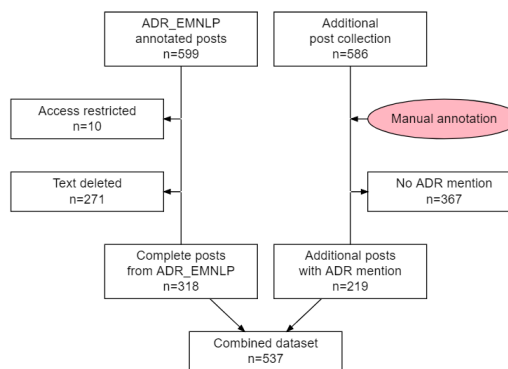 ADR_EMNLP
annotated posts
n=599
Additional
post collection
n=586
Access restricted
n=10
Manual annotation
Text deleted
n=271
No ADR mention
n=367
Complete posts
from ADR_EMNLP
n=318
Additional posts
with ADR mention
n=219
Combined dataset
n=537